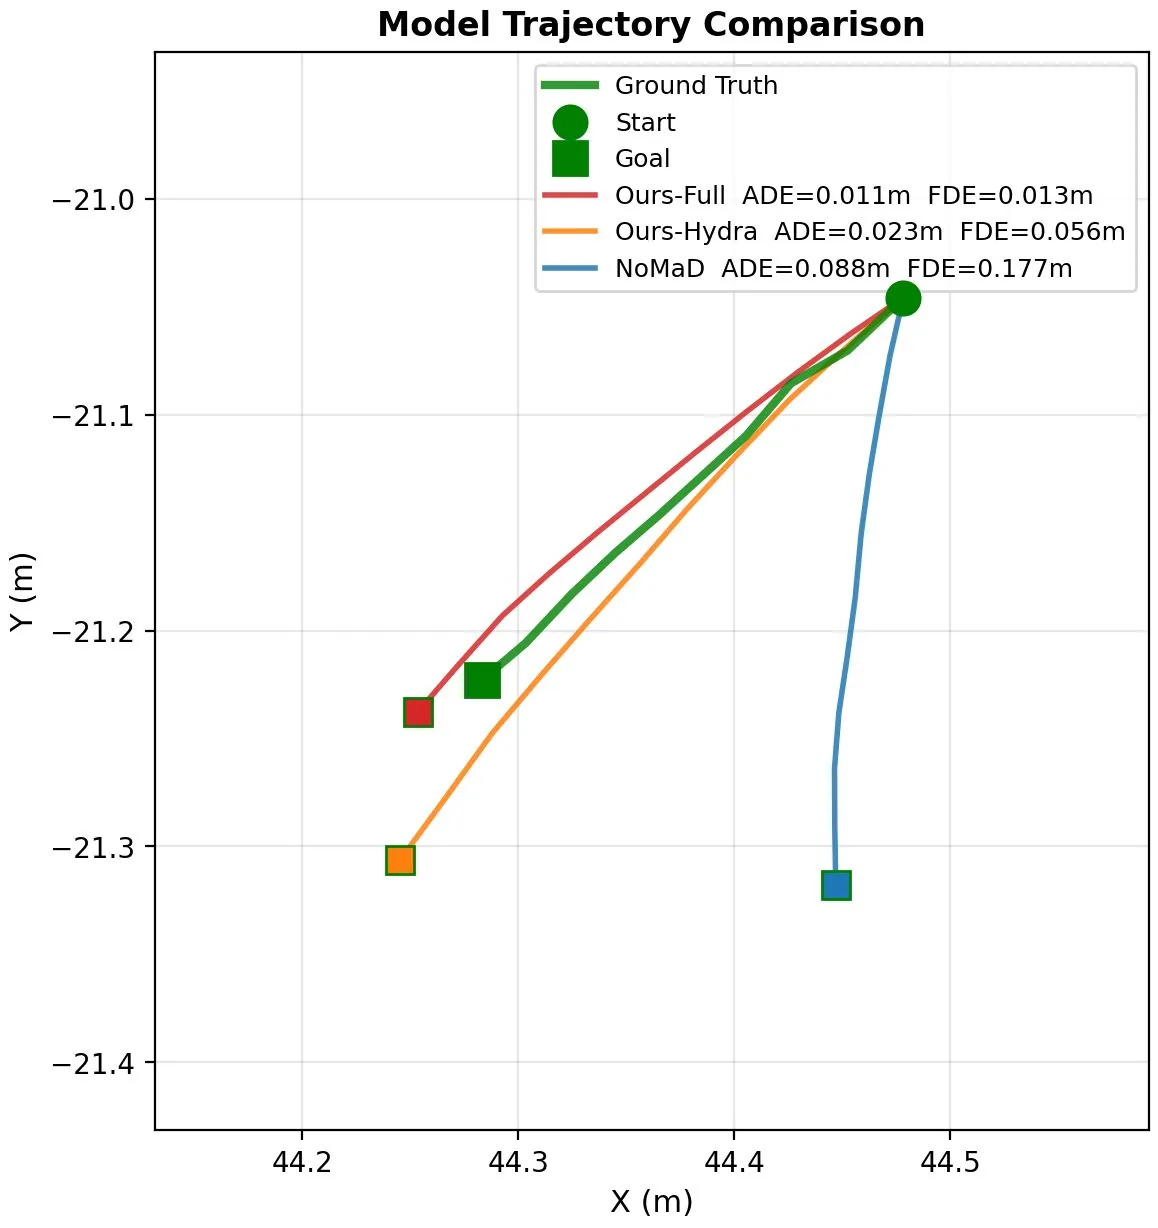 Model Trajectory Comparison
Ground Truth
Start
Goal
Ours-Full  ADE=0.011m  FDE=0.013m
Ours-Hydra  ADE=0.023m  FDE=0.056m
NoMaD  ADE=0.088m  FDE=0.177m
−21.0
−21.1
−21.2
−21.3
−21.4
Y (m)
44.2
44.3
44.4
44.5
X (m)